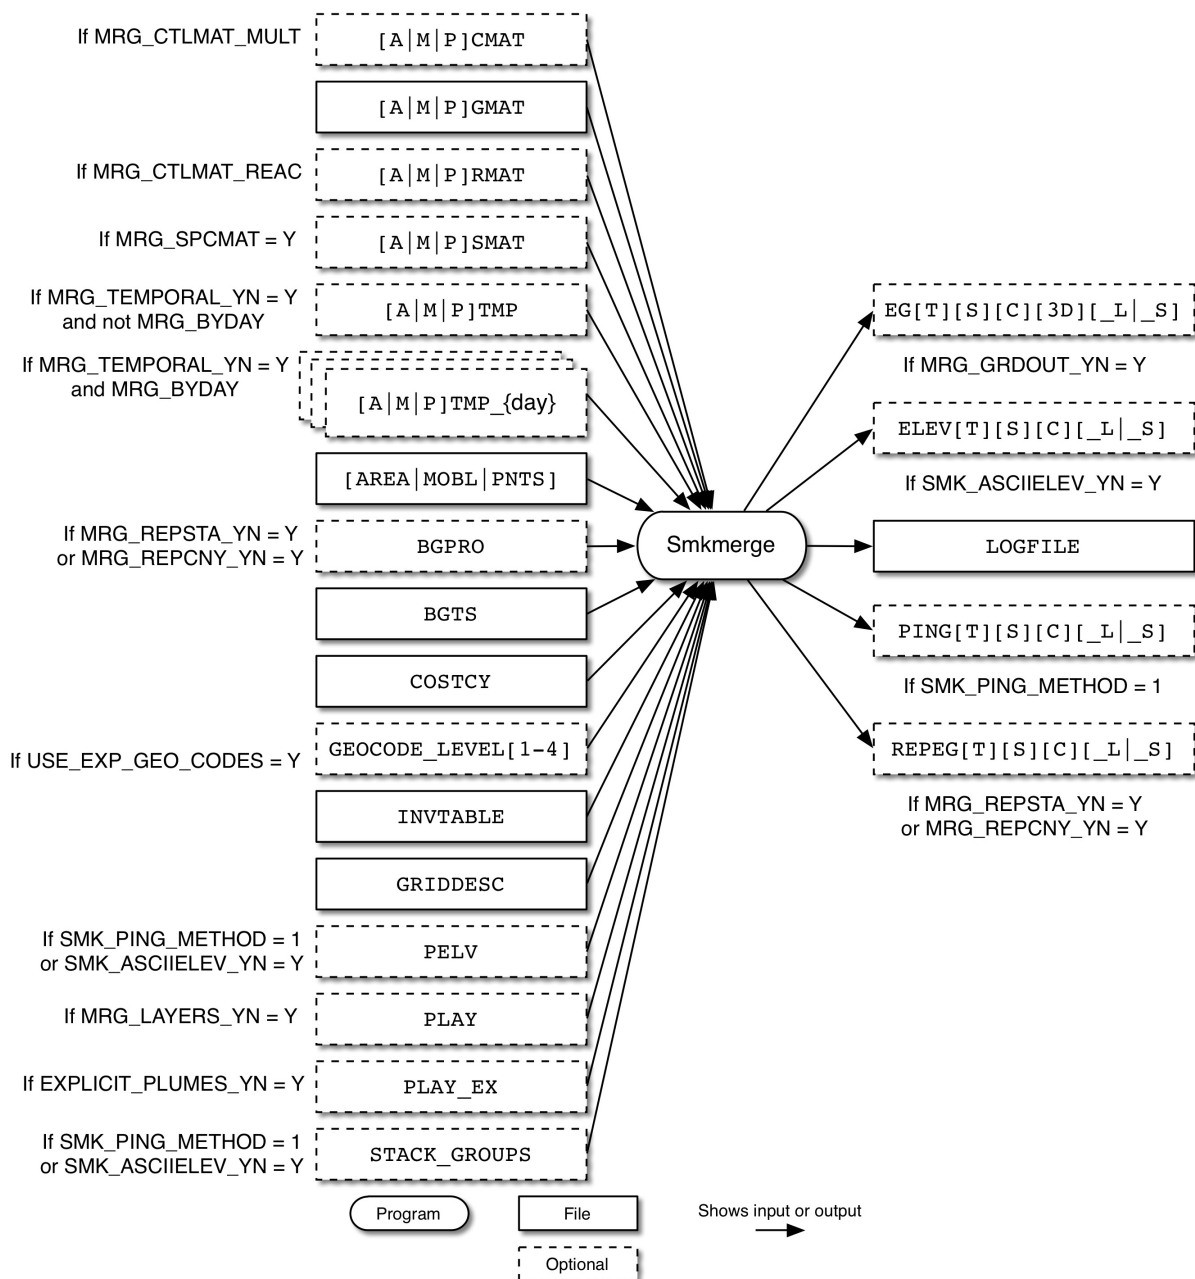 If MRG_CTLMAT_MULT
[A|M|P]CMAT
[A|M|P]GMAT
If MRG_CTLMAT_REAC
[A|M|P]RMAT
If MRG_SPCMAT = Y
[A|M|P]SMAT
If MRG_TEMPORAL_YN = Y
and not MRG_BYDAY
[A|M|P]TMP
If MRG_TEMPORAL_YN = Y
and MRG_BYDAY
[A|M|P]TMP_{day}
[AREA|MOBL|PNTS]
If MRG_REPSTA_YN = Y
or MRG_REPCNY_YN = Y
BGPRO
BGTS
COSTCY
If USE_EXP_GEO_CODES = Y
GEOCODE_LEVEL[1-4]
INVTABLE
GRIDDESC
If SMK_PING_METHOD = 1
or SMK_ASCIIELEV_YN = Y
PELV
If MRG_LAYERS_YN = Y
PLAY
If EXPLICIT_PLUMES_YN = Y
PLAY_EX
If SMK_PING_METHOD = 1
or SMK_ASCIIELEV_YN = Y
STACK_GROUPS
Smkmerge
EG[T][S][C][3D][_L|_S]
If MRG_GRDOUT_YN = Y
ELEV[T][S][C][_L|_S]
If SMK_ASCIIELEV_YN = Y
LOGFILE
PING[T][S][C][_L|_S]
If SMK_PING_METHOD = 1
REPEG[T][S][C][_L|_S]
If MRG_REPSTA_YN = Y
or MRG_REPCNY_YN = Y
Program
File
Shows input or output
Optional